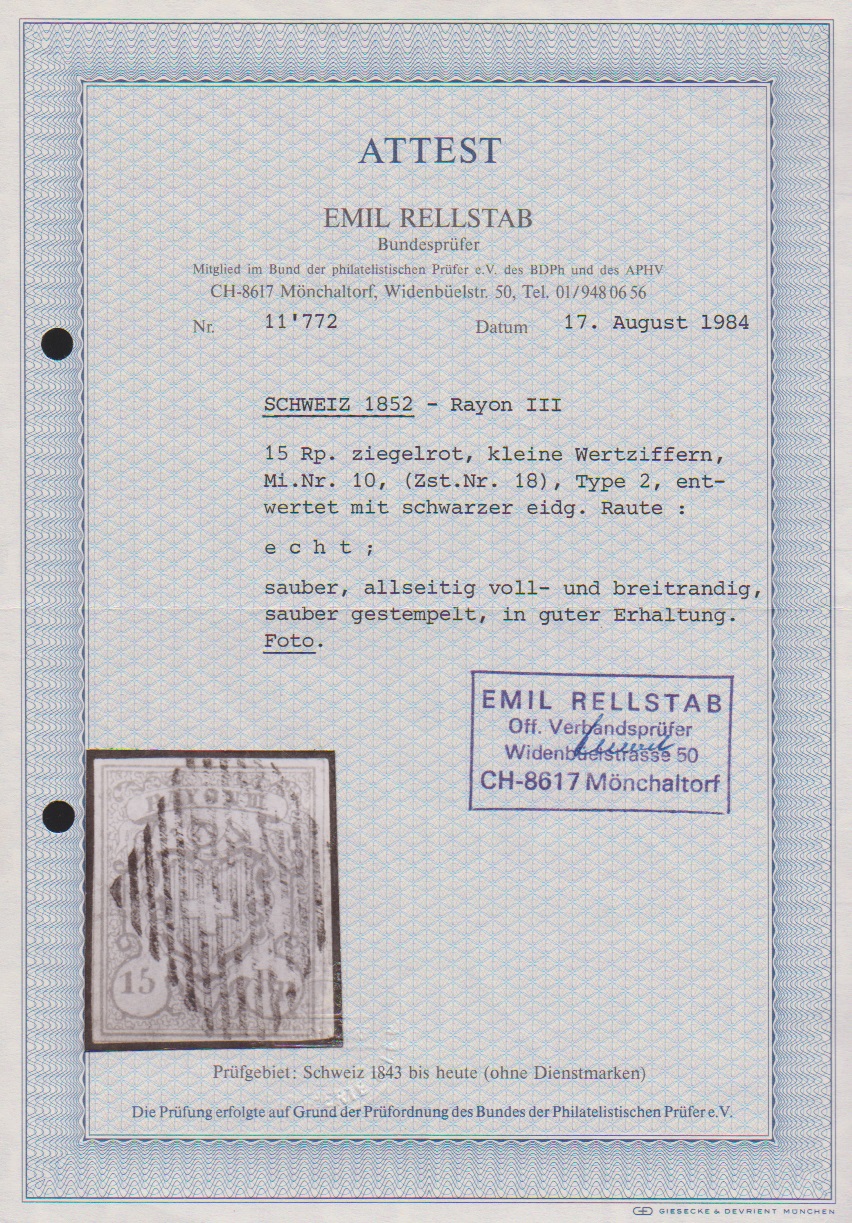 ATTEST
EMIL RELLSTAB
Bundesprüfer
Mitglied im Bund der philatelistischen Prüfer e.V. des BDPh und des APHV
CH-8617 Mönchaltorf, Widenbüelstr. 50, Tel. 01/948 06 56
Nr. 11'772 Datum 17. August 1984
SCHWEIZ 1852 - Rayon III
15 Rp. ziegelrot, kleine Wertziffern,
Mi.Nr. 10, (Zst.Nr. 18), Type 2, ent-
wertet mit schwarzer eidg. Raute :
e c h t ;
sauber, allseitig voll- und breitrandig,
sauber gestempelt, in guter Erhaltung.
Foto.
EMIL RELLSTAB
Off. Verbandsprüfer
Widenbüelstrasse 50
CH-8617 Mönchaltorf
15
Prüfgebiet: Schweiz 1843 bis heute (ohne Dienstmarken)
Die Prüfung erfolgte auf Grund der Prüfordnung des Bundes der Philatelistischen Prüfer e.V.
GIESECKE & DEVRIENT MÜNCHEN